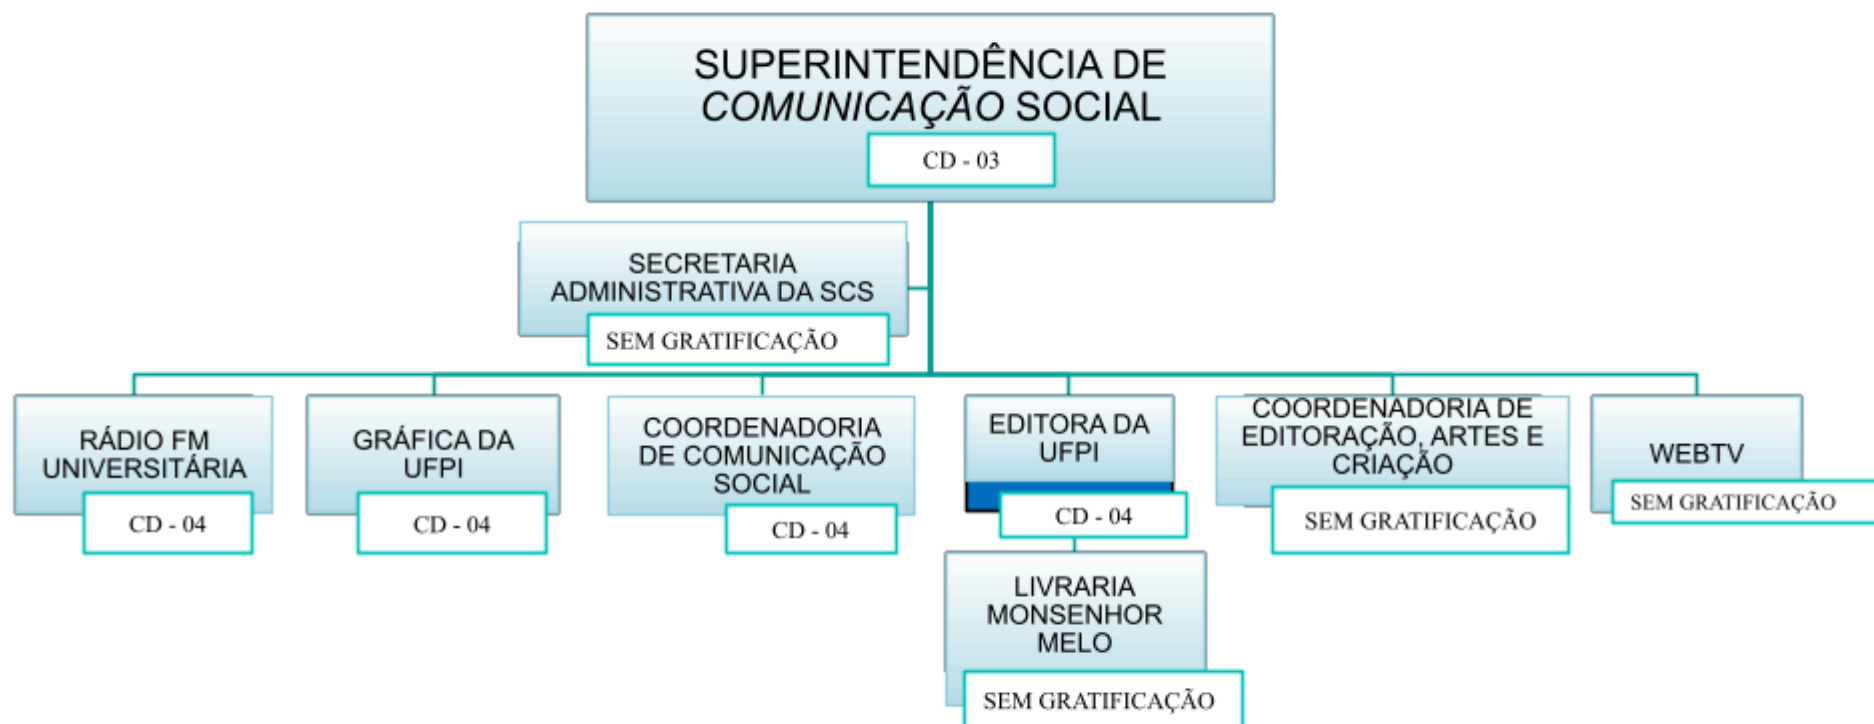 SUPERINTENDÊNCIA DE
COMUNICAÇÃO SOCIAL
CD - 03
SECRETARIA
ADMINISTRATIVA DA SCS
SEM GRATIFICAÇÃO
RÁDIO FM
UNIVERSITÁRIA
CD - 04
GRÁFICA DA
UFPI
CD - 04
COORDENADORIA
DE COMUNICAÇÃO
SOCIAL
CD - 04
EDITORA DA
UFPI
CD - 04
COORDENADORIA DE
EDITORAÇÃO, ARTES E
CRIAÇÃO
SEM GRATIFICAÇÃO
WEBTV
SEM GRATIFICAÇÃO
LIVRARIA
MONSENHOR
MELO
SEM GRATIFICAÇÃO